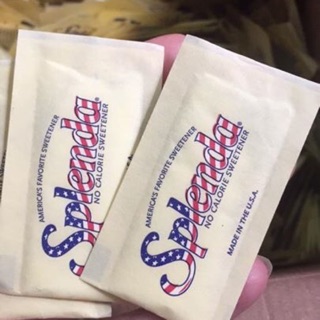 AMERICA'S FAVORITE SWEETENER
Splenda®
NO CALORIE SWEETENER
AMERICA'S FAVORITE SWEETENER
Splenda®
NO CALORIE SWEETENER
MADE IN THE U.S.A.